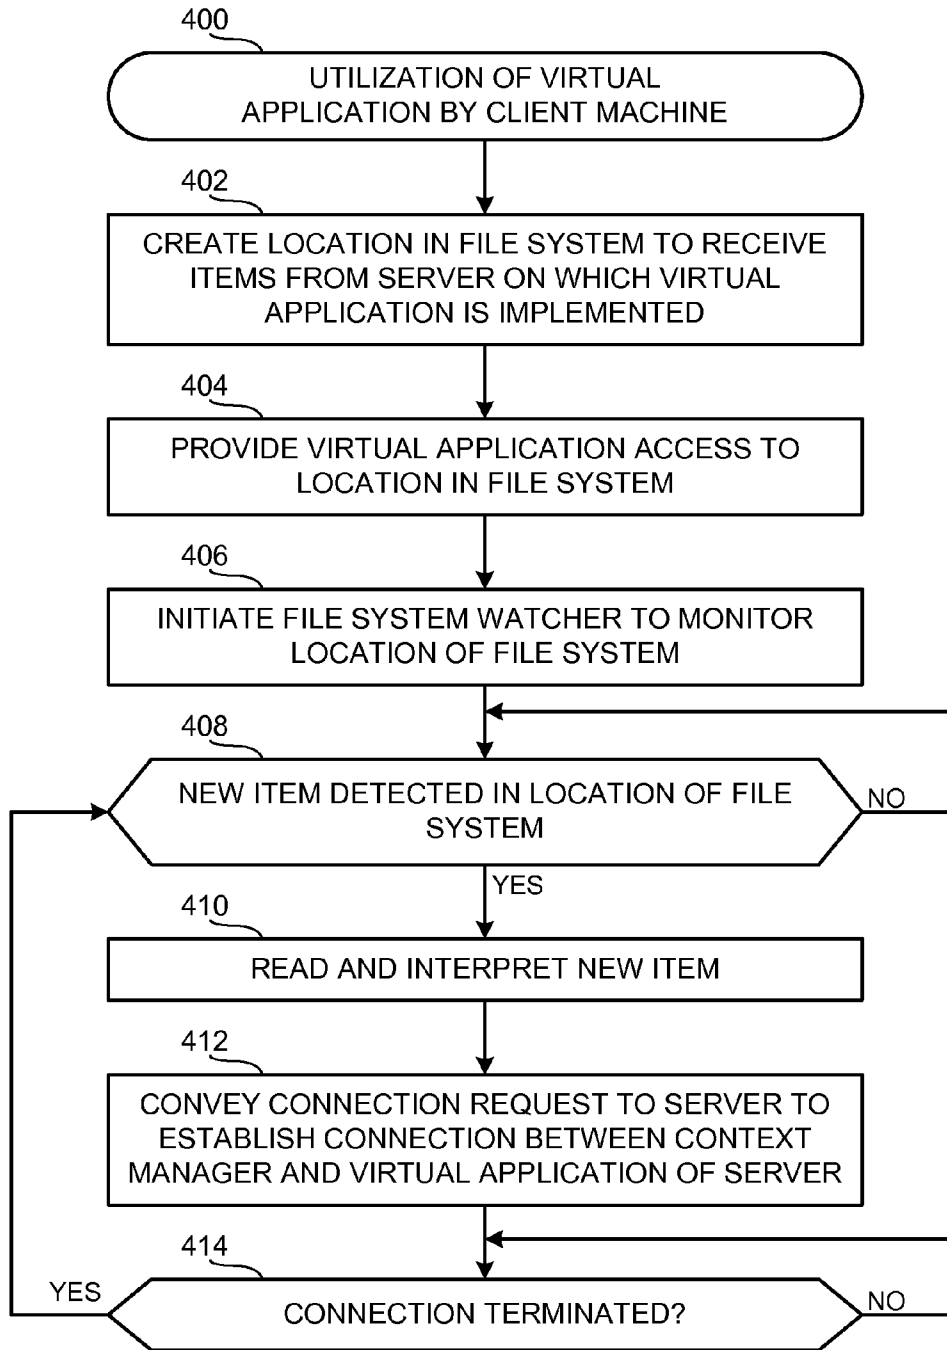 400
UTILIZATION OF VIRTUAL
APPLICATION BY CLIENT MACHINE
402
CREATE LOCATION IN FILE SYSTEM TO RECEIVE
ITEMS FROM SERVER ON WHICH VIRTUAL
APPLICATION IS IMPLEMENTED
404
PROVIDE VIRTUAL APPLICATION ACCESS TO
LOCATION IN FILE SYSTEM
406
INITIATE FILE SYSTEM WATCHER TO MONITOR
LOCATION OF FILE SYSTEM
408
NEW ITEM DETECTED IN LOCATION OF FILE
SYSTEM
NO
YES
410
READ AND INTERPRET NEW ITEM
412
CONVEY CONNECTION REQUEST TO SERVER TO
ESTABLISH CONNECTION BETWEEN CONTEXT
MANAGER AND VIRTUAL APPLICATION OF SERVER
414
YES
CONNECTION TERMINATED?
NO